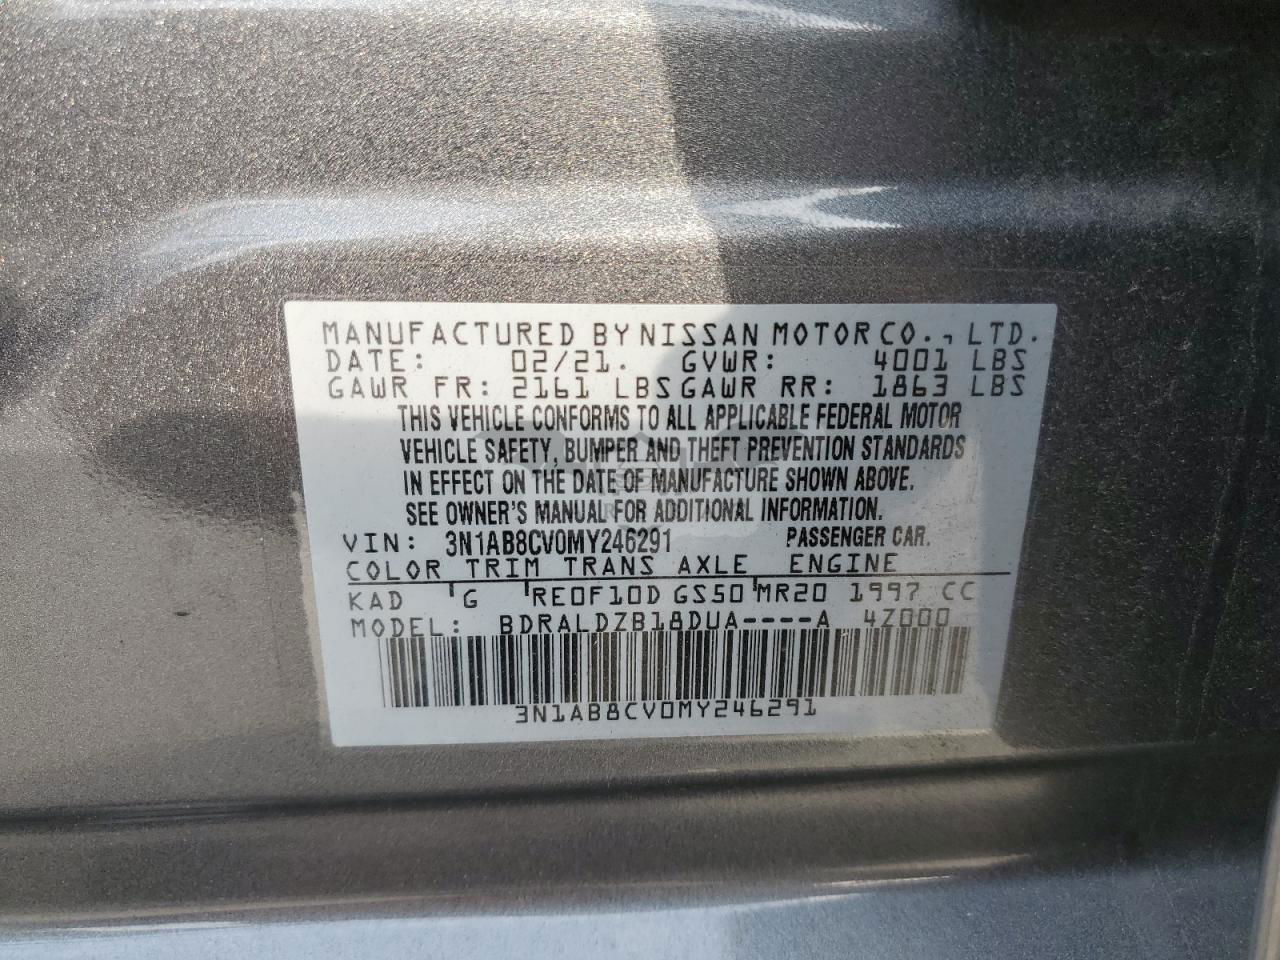 MANUFACTURED BY NISSAN MOTOR CO., LTD.
DATE: 02/21. GVWR: 4001 LBS
GAWR FR: 2161 LBS GAWR RR: 1863 LBS
THIS VEHICLE CONFORMS TO ALL APPLICABLE FEDERAL MOTOR
VEHICLE SAFETY, BUMPER AND THEFT PREVENTION STANDARDS
IN EFFECT ON THE DATE OF MANUFACTURE SHOWN ABOVE.
SEE OWNER'S MANUAL FOR ADDITIONAL INFORMATION.
VIN: 3N1AB8CV0MY246291 PASSENGER CAR.
COLOR TRIM TRANS AXLE ENGINE
KAD G RE0F10D GS50 MR20 1997 CC
MODEL: BDRALDZB18DUA----A 4Z000
3N1AB8CV0MY246291